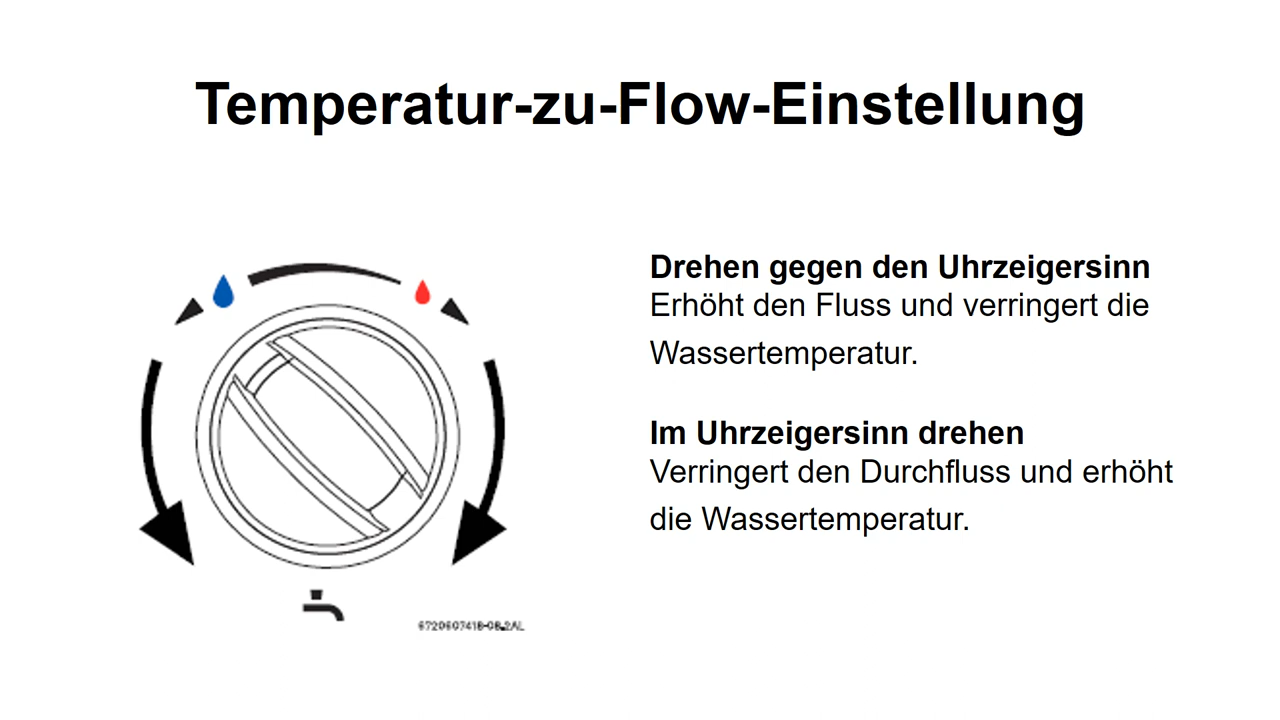 Temperatur-zu-Flow-Einstellung
Drehen gegen den Uhrzeigersinn
Erhöht den Fluss und verringert die
Wassertemperatur.
Im Uhrzeigersinn drehen
Verringert den Durchfluss und erhöht
die Wassertemperatur.
6720607418-08.2AL